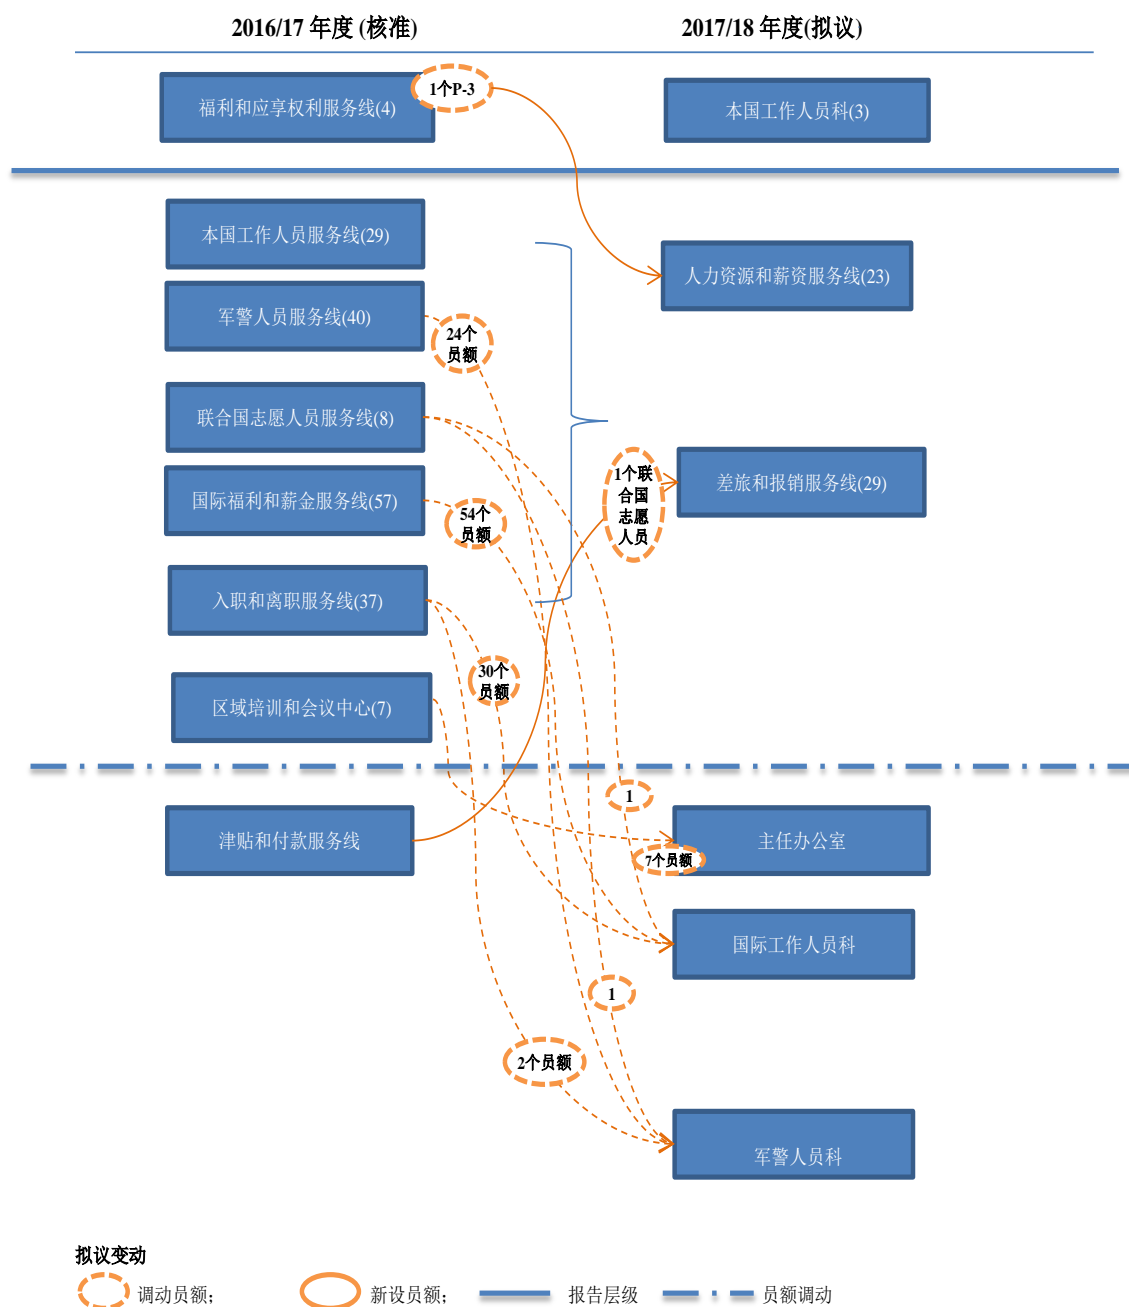 2016/17 年度 (核准)
2017/18 年度(拟议)
福利和应享权利服务线(4)
1个P-3
本国工作人员科(3)
本国工作人员服务线(29)
人力资源和薪资服务线(23)
军警人员服务线(40)
24个
员额
联合国志愿人员服务线(8)
国际福利和薪金服务线(57)
54个
员额
1个联
合国
志愿
人员
差旅和报销服务线(29)
入职和离职服务线(37)
30个
员额
区域培训和会议中心(7)
1
津贴和付款服务线
主任办公室
7个员额
国际工作人员科
1
2个员额
军警人员科
拟议变动
调动员额；
新设员额；
报告层级
员额调动